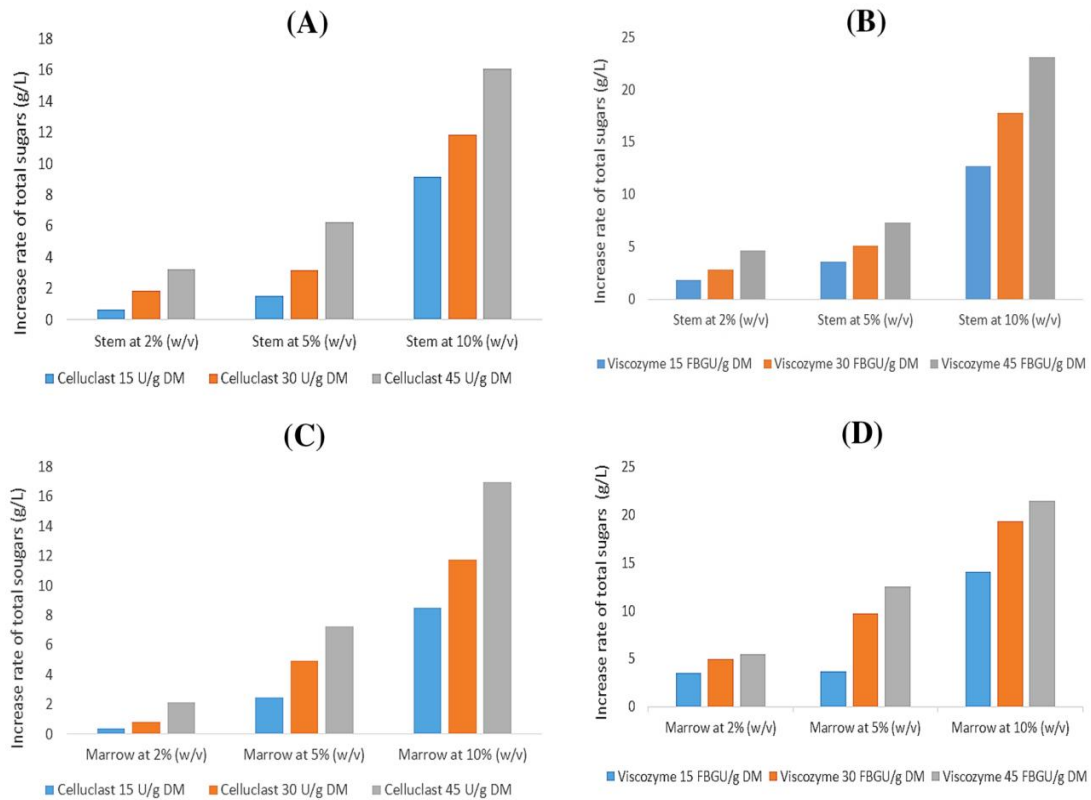 (A)
Increase rate of total sugars (g/L)
18
16
14
12
10
8
6
4
2
0
Stem at 2% (w/v) Stem at 5% (w/v) Stem at 10% (w/v)
Celluclast 15 U/g DM Celluclast 30 U/g DM Celluclast 45 U/g DM
(B)
Increase rate of total sugars (g/L)
25
20
15
10
5
0
Stem at 2% (w/v) Stem at 5% (w/v) Stem at 10% (w/v)
Viscozyme 15 FBGU/g DM Viscozyme 30 FBGU/g DM Viscozyme 45 FBGU/g DM
(C)
Increase rate of total sougars (g/L)
18
16
14
12
10
8
6
4
2
0
Marrow at 2% (w/v) Marrow at 5% (w/v) Marrow at 10% (w/v)
Celluclast 15 U/g DM Celluclast 30 U/g DM Celluclast 45 U/g DM
(D)
Increase rate of total sugars (g/L)
25
20
15
10
5
0
Marrow at 2% (w/v) Marrow at 5% (w/v) Marrow at 10% (w/v)
Viscozyme 15 FBGU/g DM Viscozyme 30 FBGU/g DM Viscozyme 45 FBGU/g DM